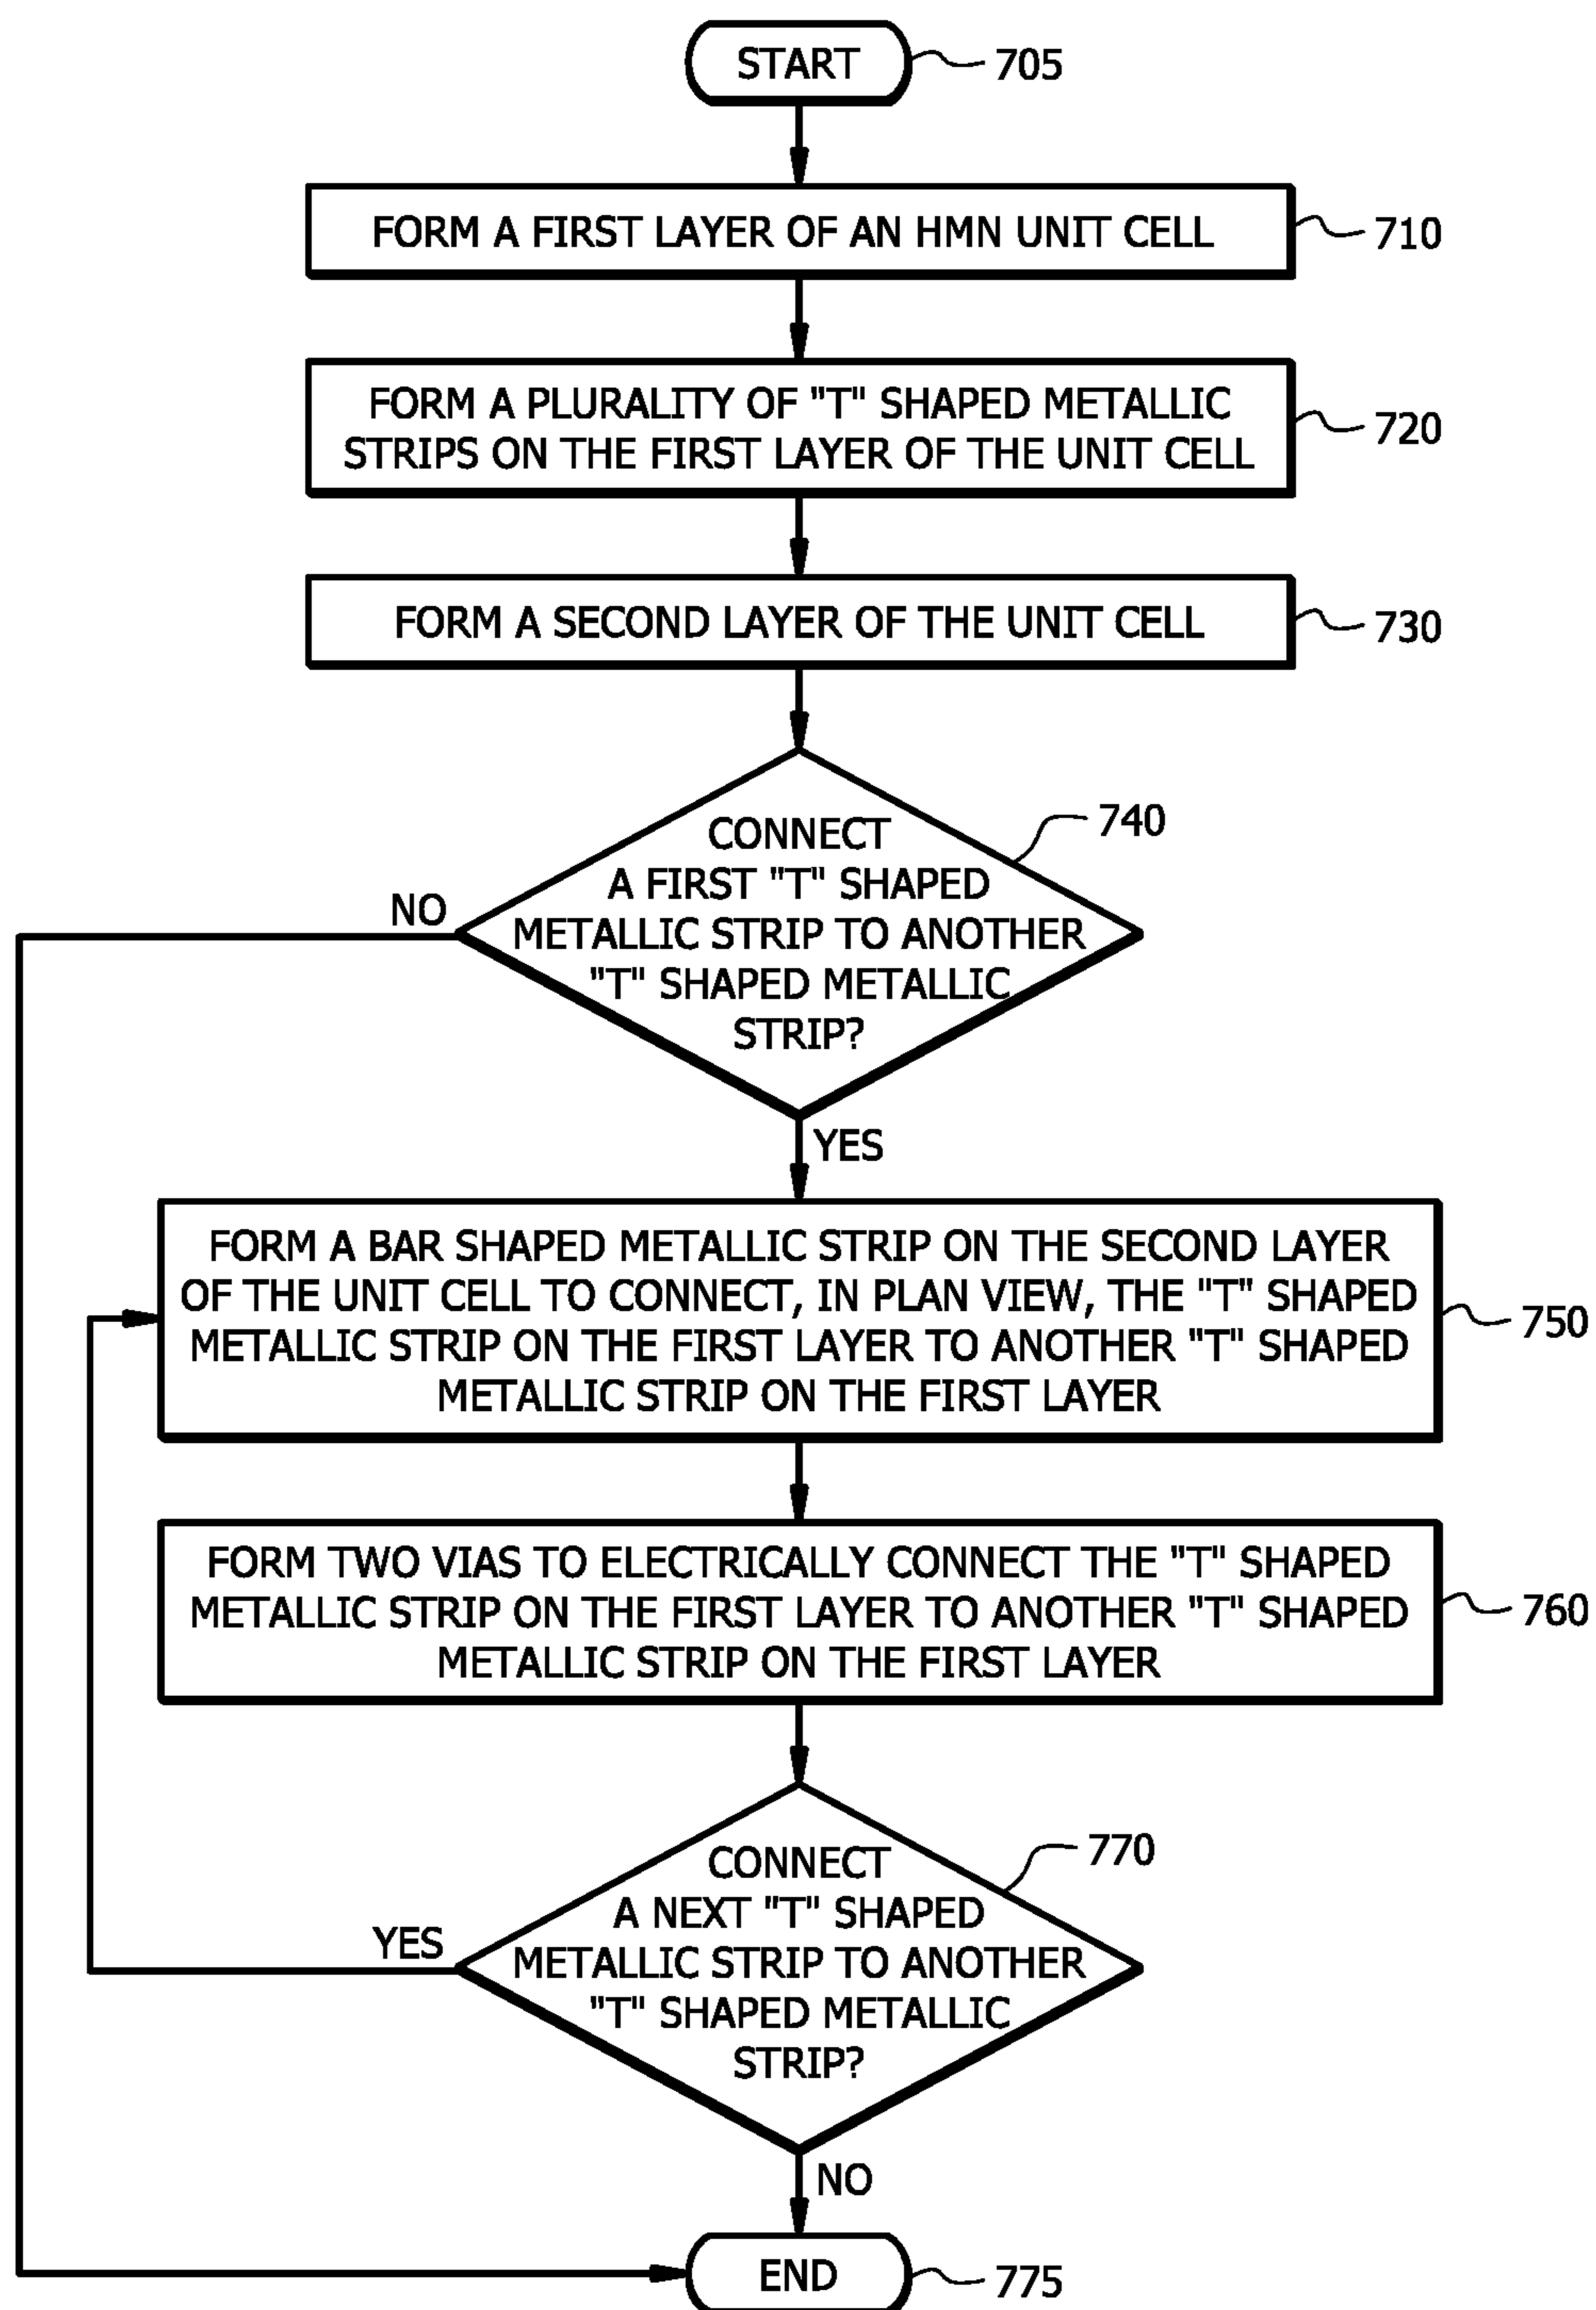 START
705
FORM A FIRST LAYER OF AN HMN UNIT CELL
710
FORM A PLURALITY OF "T" SHAPED METALLIC
STRIPS ON THE FIRST LAYER OF THE UNIT CELL
720
FORM A SECOND LAYER OF THE UNIT CELL
730
CONNECT
A FIRST "T" SHAPED
METALLIC STRIP TO ANOTHER
"T" SHAPED METALLIC
STRIP?
740
NO
YES
FORM A BAR SHAPED METALLIC STRIP ON THE SECOND LAYER
OF THE UNIT CELL TO CONNECT, IN PLAN VIEW, THE "T" SHAPED
METALLIC STRIP ON THE FIRST LAYER TO ANOTHER "T" SHAPED
METALLIC STRIP ON THE FIRST LAYER
750
FORM TWO VIAS TO ELECTRICALLY CONNECT THE "T" SHAPED
METALLIC STRIP ON THE FIRST LAYER TO ANOTHER "T" SHAPED
METALLIC STRIP ON THE FIRST LAYER
760
CONNECT
A NEXT "T" SHAPED
METALLIC STRIP TO ANOTHER
"T" SHAPED METALLIC
STRIP?
770
YES
NO
END
775